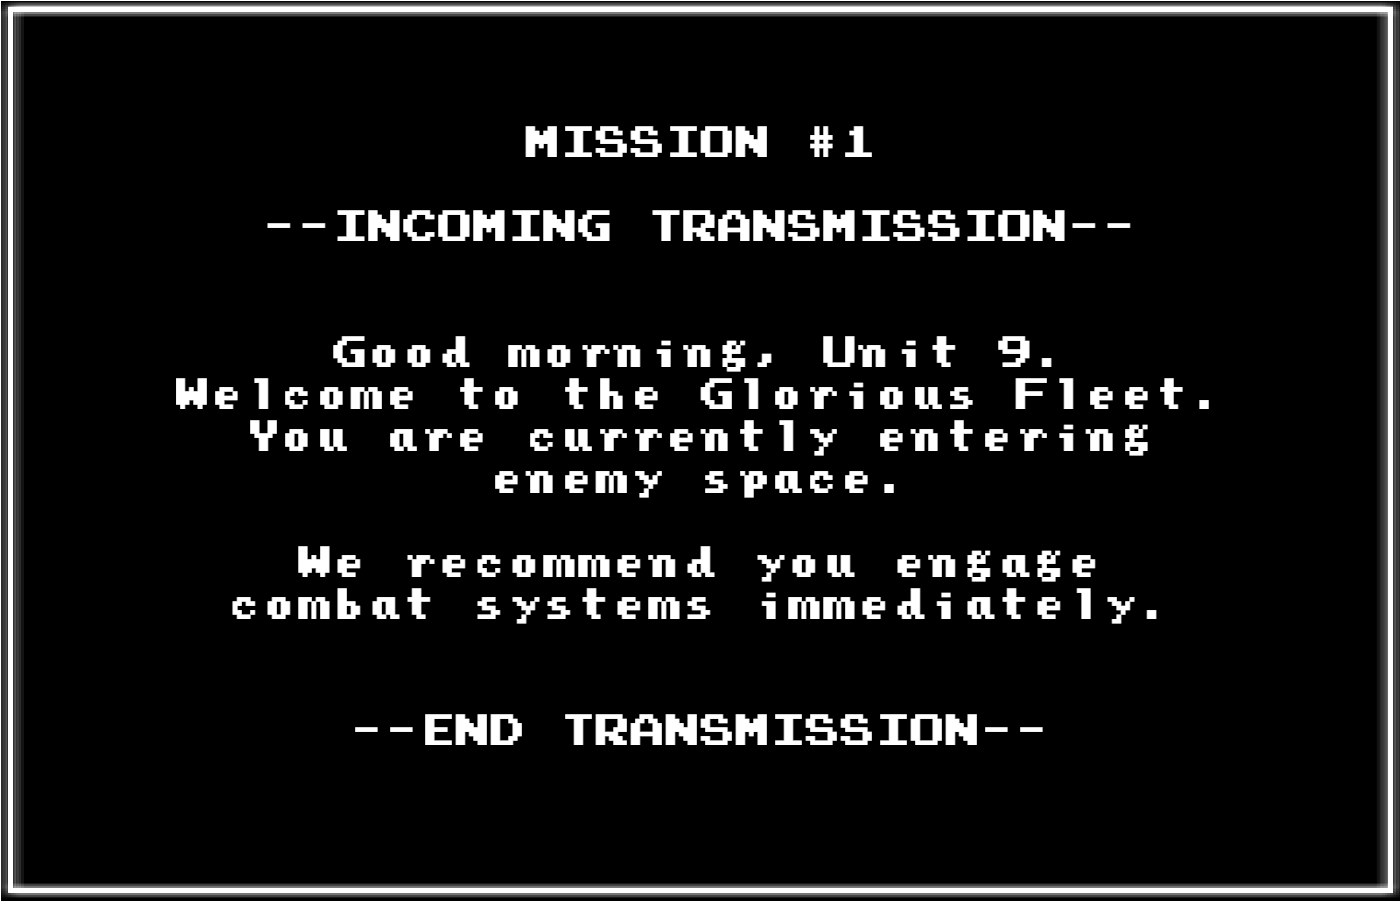 MISSION #1
--INCOMING TRANSMISSION--
Good morning, Unit 9.
Welcome to the Glorious Fleet.
You are currently entering
enemy space.
We recommend you engage
combat systems immediately.
--END TRANSMISSION--